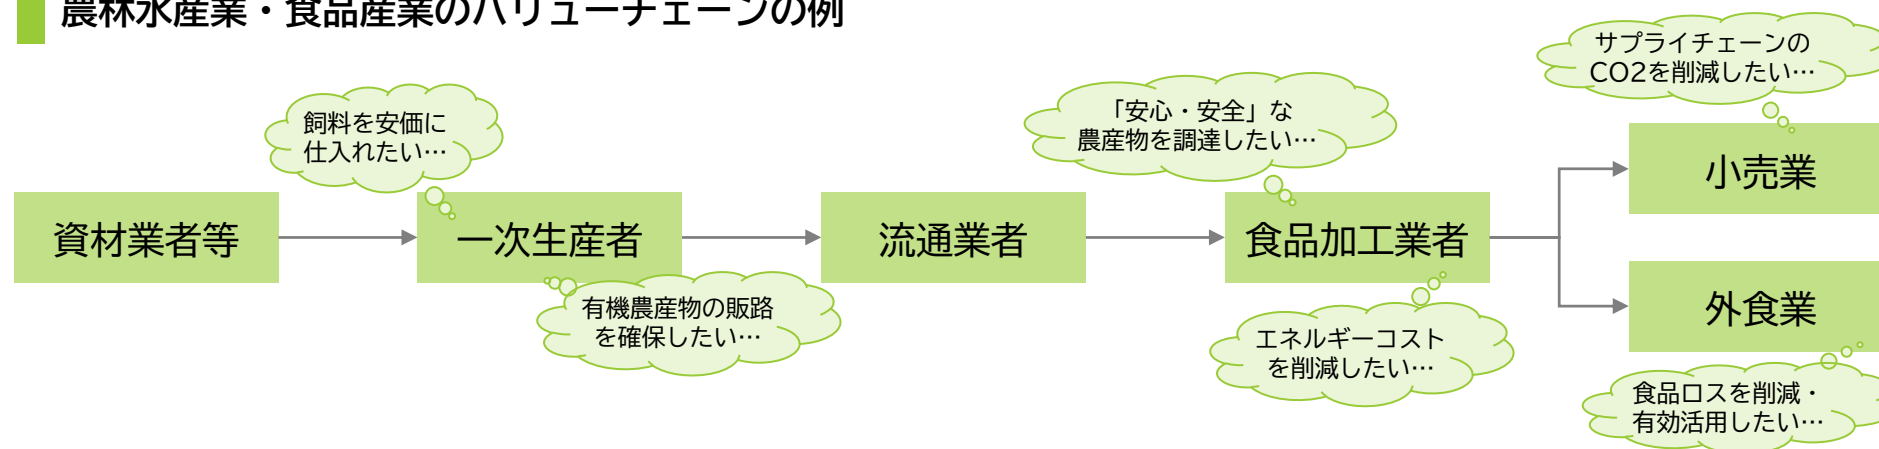 農林水産業・食品産業のバリューチェーンの例
サプライチェーンの
CO2を削減したい…
飼料を安価に
仕入れたい…
「安心・安全」な
農産物を調達したい…
資材業者等
一次生産者
流通業者
食品加工業者
小売業
外食業
有機農産物の販路
を確保したい…
エネルギーコスト
を削減したい…
食品ロスを削減・
有効活用したい…